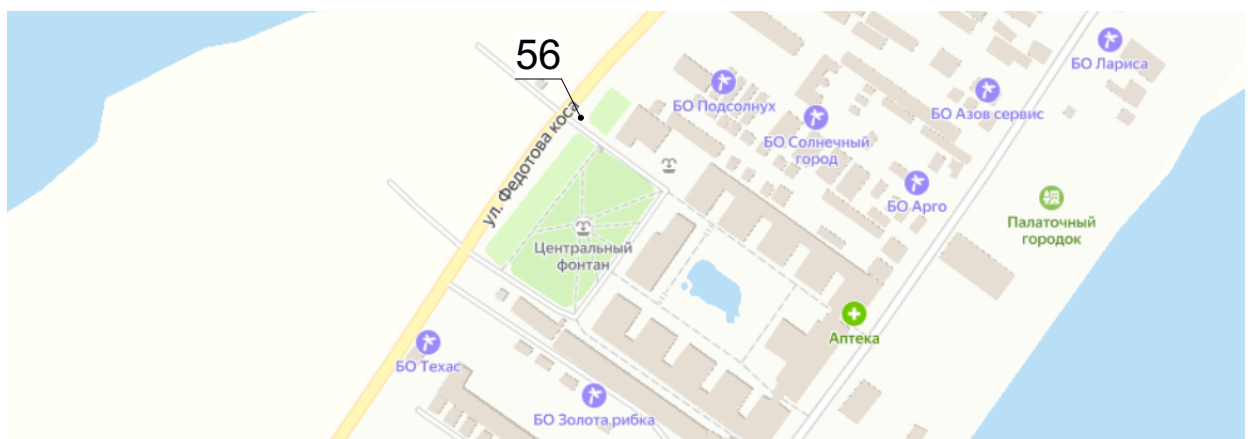 56
БО Лариса
БО Подсолнух
БО Азов сервис
ул. Федотова коса
БО Солнечный
город
БО Арго
Палаточный
городок
Центральный
фонтан
Аптека
БО Техас
БО Золота рибка